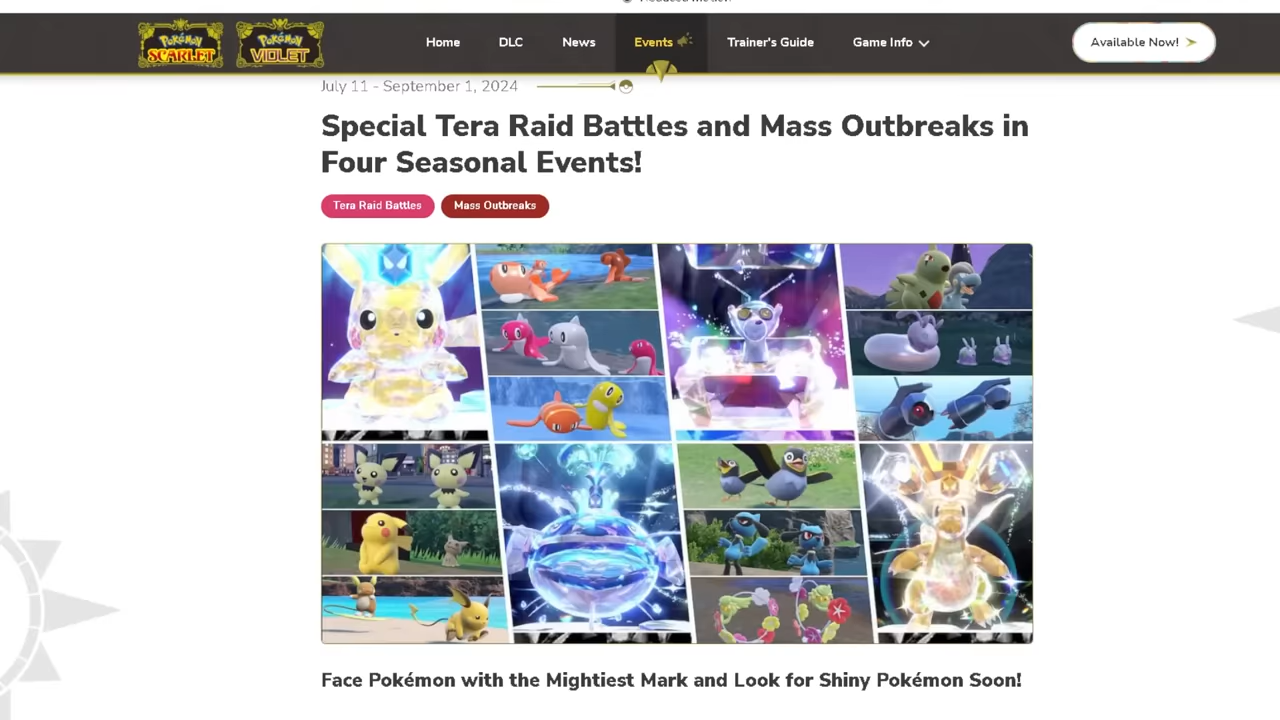 Pokémon
SCARLET
Pokémon
VIOLET
Home
DLC
News
Events
Trainer's Guide
Game Info
Available Now!
July 11 - September 1, 2024
Special Tera Raid Battles and Mass Outbreaks in
Four Seasonal Events!
Tera Raid Battles
Mass Outbreaks
Face Pokémon with the Mightiest Mark and Look for Shiny Pokémon Soon!